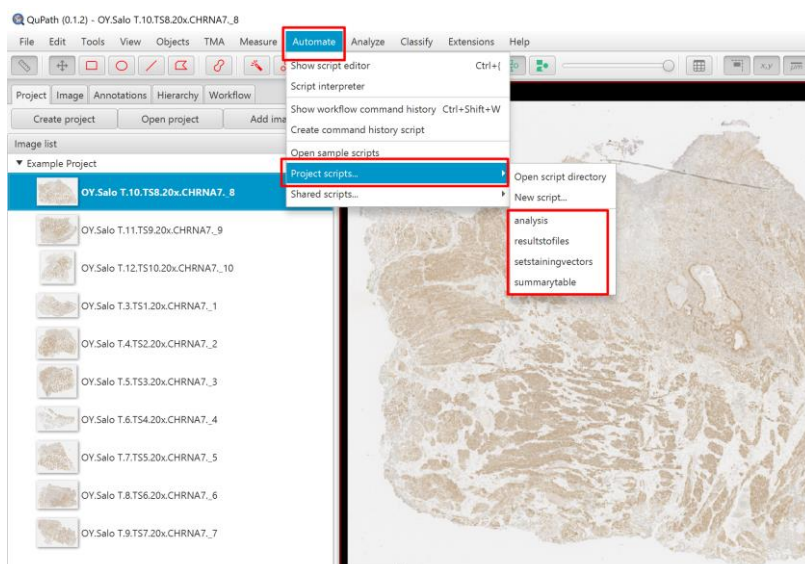 QuPath (0.1.2) - OY.Salo T.10.TS8.20x.CHRNA7._8
File Edit Tools View Objects TMA Measure Automate Analyze Classify Extensions Help
Show script editor Ctrl+(
x,y
Script interpreter
Project Image Annotations Hierarchy Workflow
Show workflow command history Ctrl+Shift+W
Create project Open project Add
Create command history script
Image list
Open sample scripts
Example Project
Project scripts...
Open script directory
OY.Salo T.10.TS8.20x.CHRNA7._8
Shared scripts...
New script...
analysis
OY.Salo T.11.TS9.20x.CHRNA7._9
resultstofiles
setstainingvectors
OY.Salo T.12.TS10.20x.CHRNA7._10
summarytable
OY.Salo T.3.TS1.20x.CHRNA7._1
OY.Salo T.4.TS2.20x.CHRNA7._2
OY.Salo T.5.TS3.20x.CHRNA7._3
OY.Salo T.6.TS4.20x.CHRNA7._4
OY.Salo T.7.TS5.20x.CHRNA7._5
OY.Salo T.8.TS6.20x.CHRNA7._6
OY.Salo T.9.TS7.20x.CHRNA7._7